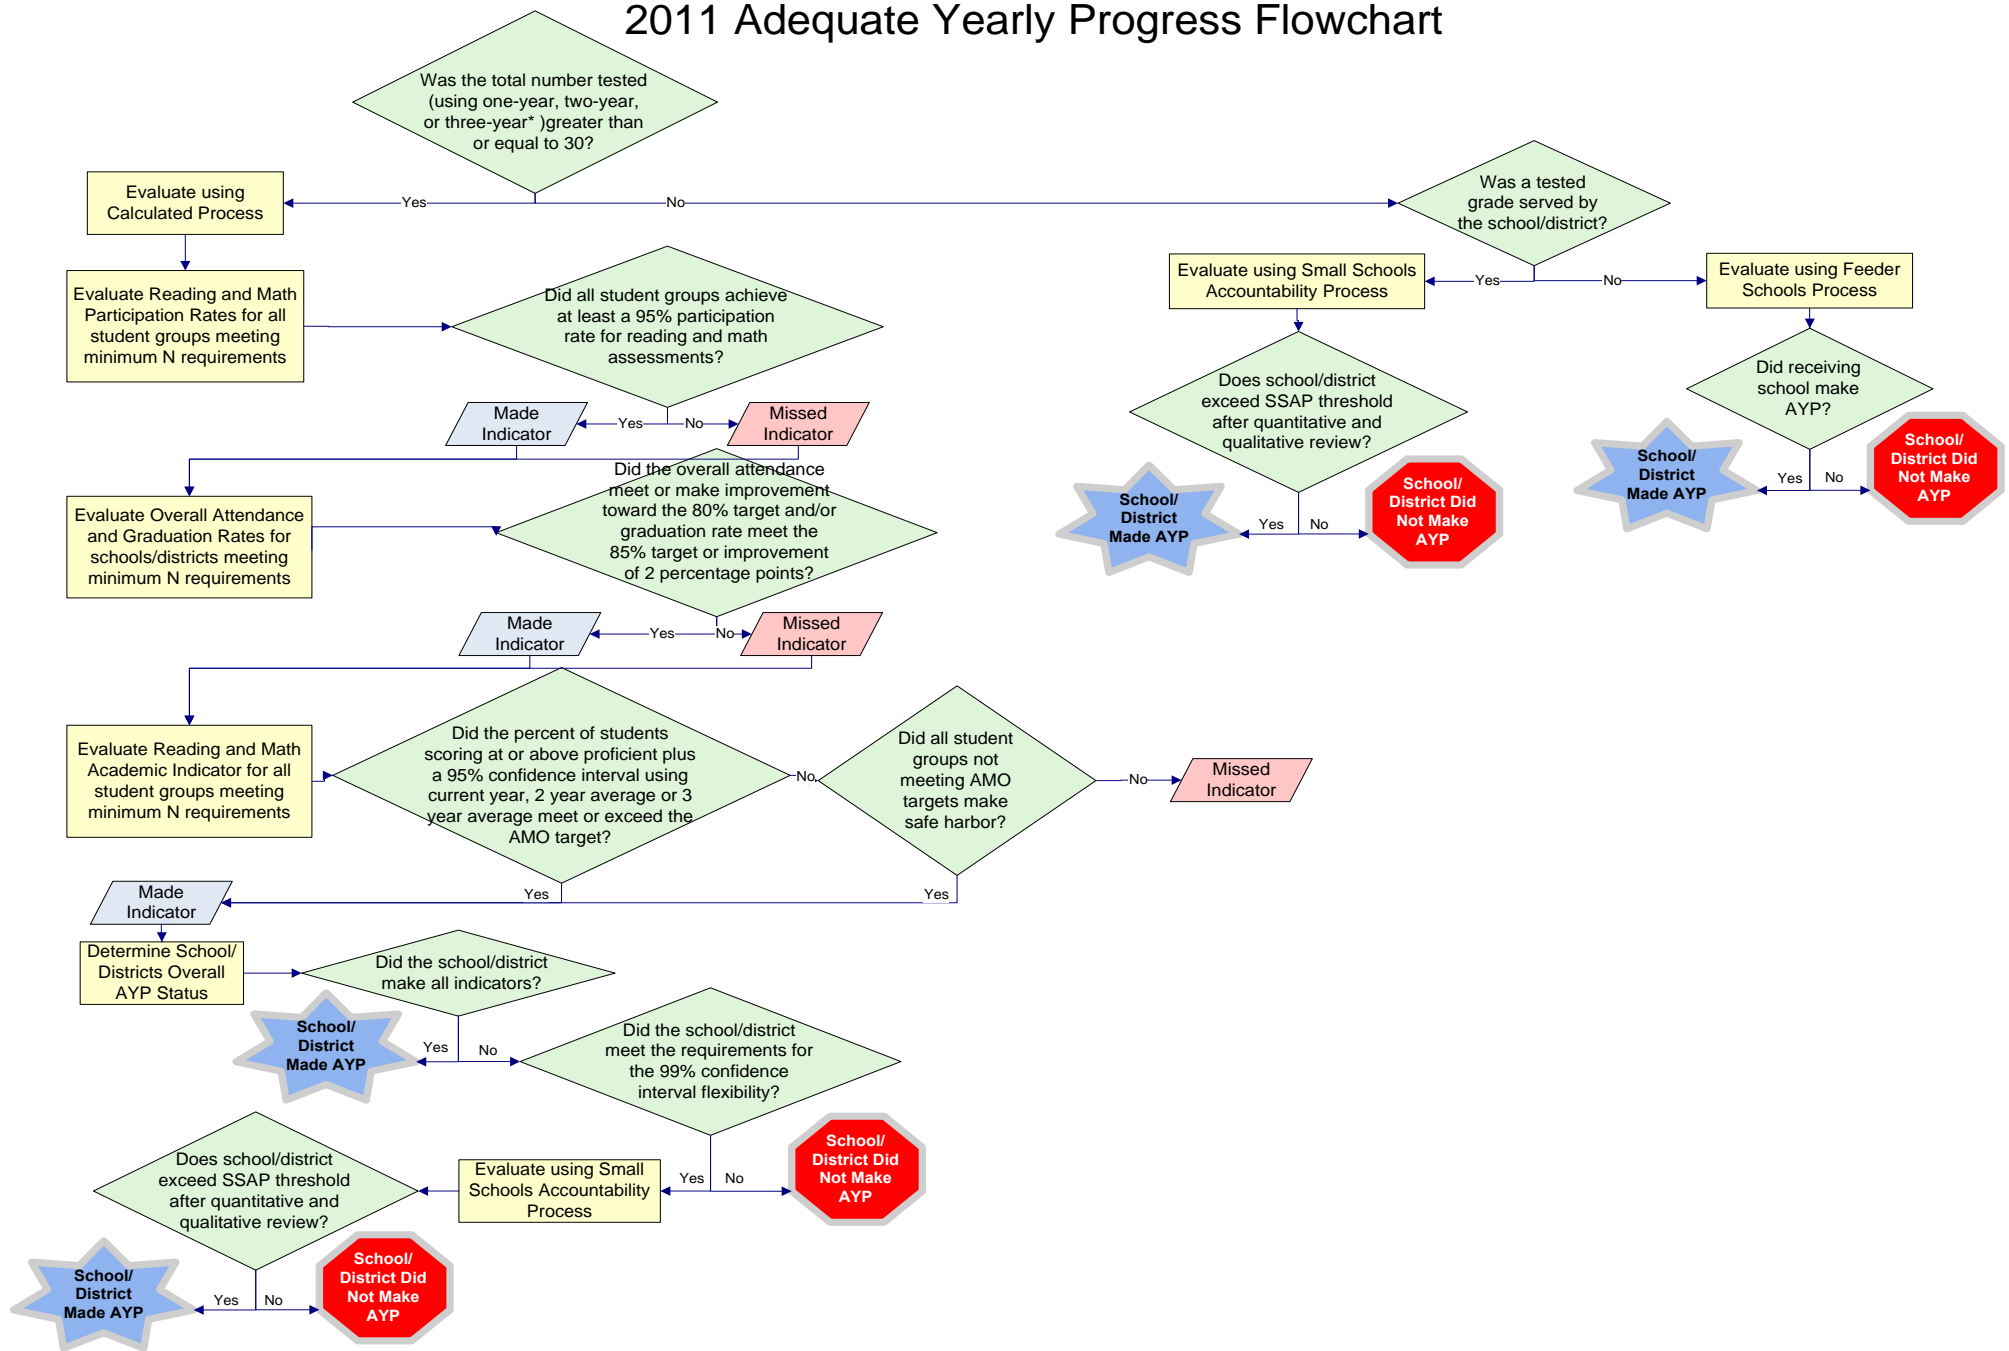 2011 Adequate Yearly Progress Flowchart
Was the total number tested
(using one-year, two-year,
or three-year* )greater than
or equal to 30?
Evaluate using
Calculated Process
Yes
No
Was a tested
grade served by
the school/district?
Evaluate Reading and Math
Participation Rates for all
student groups meeting
minimum N requirements
Did all student groups achieve
at least a 95% participation
rate for reading and math
assessments?
Evaluate using Small Schools
Accountability Process
Yes
No
Evaluate using Feeder
Schools Process
Does school/district
exceed SSAP threshold
after quantitative and
qualitative review?
Did receiving
school make
AYP?
Made
Indicator
Yes
No
Missed
Indicator
School/
District
Made AYP
Yes
No
School/
District Did
Not Make
AYP
School/
District
Made AYP
Yes
No
School/
District Did
Not Make
AYP
Evaluate Overall Attendance
and Graduation Rates for
schools/districts meeting
minimum N requirements
Did the overall attendance
meet or make improvement
toward the 80% target and/or
graduation rate meet the
85% target or improvement
of 2 percentage points?
Made
Indicator
Yes
No
Missed
Indicator
Evaluate Reading and Math
Academic Indicator for all
student groups meeting
minimum N requirements
Did the percent of students
scoring at or above proficient plus
a 95% confidence interval using
current year, 2 year average or 3
year average meet or exceed the
AMO target?
No
Did all student
groups not
meeting AMO
targets make
safe harbor?
No
Missed
Indicator
Made
Indicator
Yes
Yes
Determine School/
Districts Overall
AYP Status
Did the school/district
make all indicators?
School/
District
Made AYP
Yes
No
Did the school/district
meet the requirements for
the 99% confidence
interval flexibility?
Does school/district
exceed SSAP threshold
after quantitative and
qualitative review?
Evaluate using Small
Schools Accountability
Process
Yes
No
School/
District Did
Not Make
AYP
School/
District
Made AYP
Yes
No
School/
District Did
Not Make
AYP